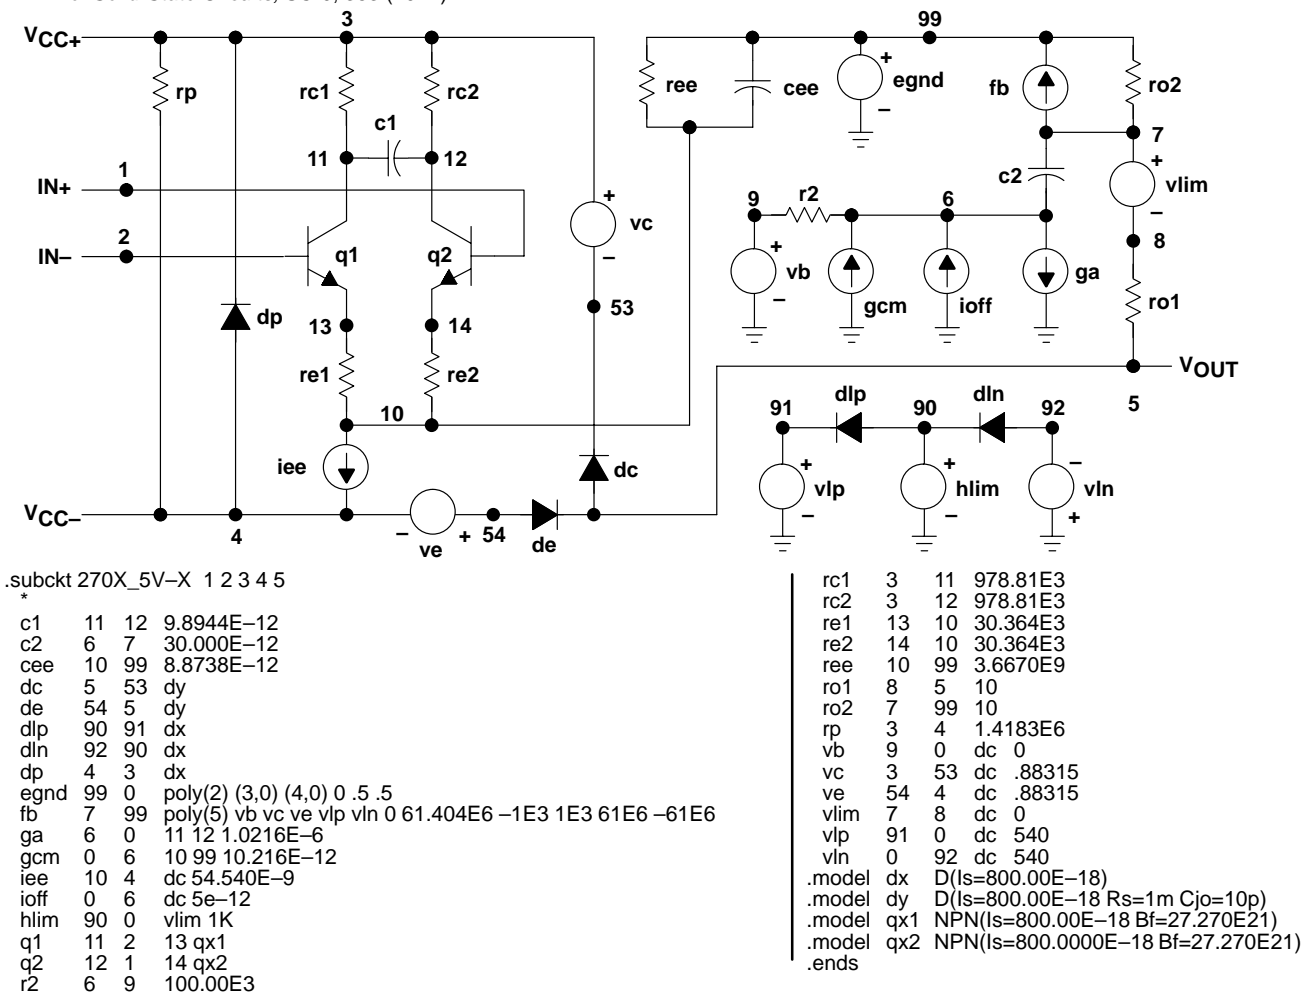 3
99
VCC+
rp
rc1
rc2
ree
cee
egnd
+
–
fb
ro2
c1
11
12
7
1
IN+
c2
+
vlim
–
9
r2
6
8
2
IN–
q1
q2
+
vc
–
+
vb
–
gcm
ioff
ga
ro1
dp
13
14
53
re1
re2
VOUT
5
10
91
dlp
90
dln
92
iee
dc
+
vlp
–
+
hlim
–
–
vln
+
VCC–
4
–
ve
+
54
de
.subckt 270X_5V–X 1 2 3 4 5
*
c1 11 12 9.8944E–12
c2 6 7 30.000E–12
cee 10 99 8.8738E–12
dc 5 53 dy
de 54 5 dy
dlp 90 91 dx
dln 92 90 dx
dp 4 3 dx
egnd 99 0 poly(2) (3,0) (4,0) 0 .5 .5
fb 7 99 poly(5) vb vc ve vlp vln 0 61.404E6 –1E3 1E3 61E6 –61E6
ga 6 0 11 12 1.0216E–6
gcm 0 6 10 99 10.216E–12
iee 10 4 dc 54.540E–9
ioff 0 6 dc 5e–12
hlim 90 0 vlim 1K
q1 11 2 13 qx1
q2 12 1 14 qx2
r2 6 9 100.00E3
rc1 3 11 978.81E3
rc2 3 12 978.81E3
re1 13 10 30.364E3
re2 14 10 30.364E3
ree 10 99 3.6670E9
ro1 8 5 10
ro2 7 99 10
rp 3 4 1.4183E6
vb 9 0 dc 0
vc 3 53 dc .88315
ve 54 4 dc .88315
vlim 7 8 dc 0
vlp 91 0 dc 540
vln 0 92 dc 540
.model dx D(Is=800.00E–18)
.model dy D(Is=800.00E–18 Rs=1m Cjo=10p)
.model qx1 NPN(Is=800.00E–18 Bf=27.270E21)
.model qx2 NPN(Is=800.0000E–18 Bf=27.270E21)
.ends